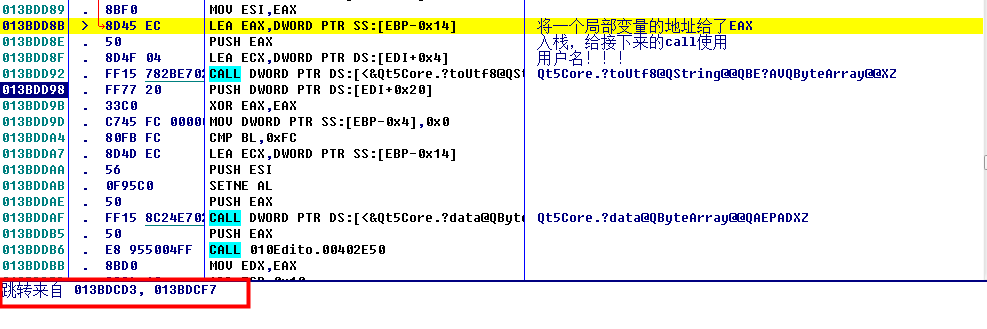 013BDD89 . 8BF0 MOV ESI,EAX
013BDD8B > 8D45 EC LEA EAX,DWORD PTR SS:[EBP-0x14] 将一个局部变量的地址给了EAX
013BDD8E . 50 PUSH EAX 入栈，给接下来的call使用
013BDD8F . 8D4F 04 LEA ECX,DWORD PTR DS:[EDI+0x4] 用户名！！！
013BDD92 . FF15 782BE702 CALL DWORD PTR DS:[<&Qt5Core.?toUtf8@QSt Qt5Core.?toUtf8@QString@@QBE?AVQByteArray@@XZ
013BDD98 . FF77 20 PUSH DWORD PTR DS:[EDI+0x20]
013BDD9B . 33C0 XOR EAX,EAX
013BDD9D . C745 FC 00000 MOV DWORD PTR SS:[EBP-0x4],0x0
013BDDA4 . 80FB FC CMP BL,0xFC
013BDDA7 . 8D4D EC LEA ECX,DWORD PTR SS:[EBP-0x14]
013BDDAA . 56 PUSH ESI
013BDDAB . 0F95C0 SETNE AL
013BDDAE . 50 PUSH EAX
013BDDAF . FF15 8C24E702 CALL DWORD PTR DS:[<&Qt5Core.?data@QByte Qt5Core.?data@QByteArray@@QAEPADXZ
013BDDB5 . 50 PUSH EAX
013BDDB6 . E8 955004FF CALL 010Edito.00402E50
013BDDBB . 8BD0 MOV EDX,EAX
跳转来自 013BDCD3, 013BDCF7